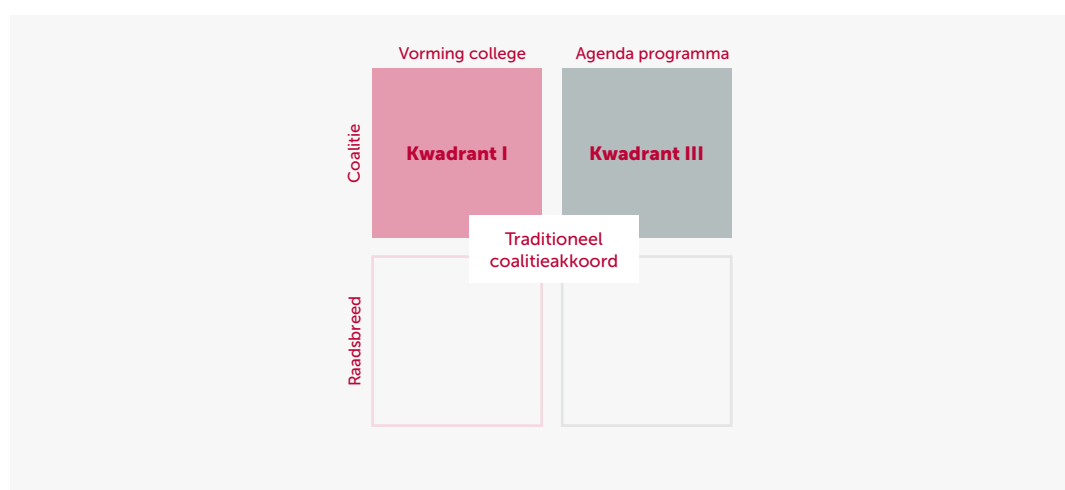 Vorming college
Agenda programma
Coalitie
Kwadrant I
Kwadrant III
Traditioneel
coalitieakkoord
Raadsbreed